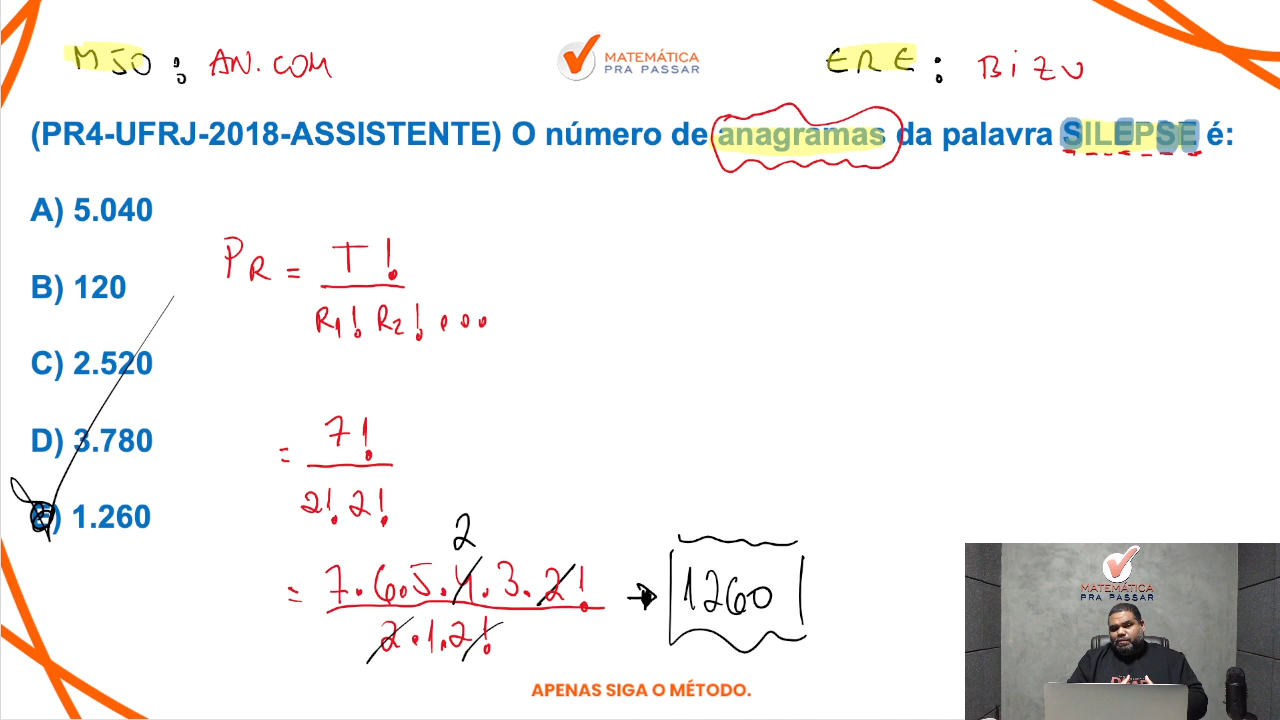 M50 : AN.COM
MATEMÁTICA
PRA PASSAR
ERE : BIZU
(PR4-UFRJ-2018-ASSISTENTE) O número de anagramas da palavra SILEPSE é:
A) 5.040
B) 120
C) 2.520
D) 3.780
E) 1.260
PR = T! / R1! R2! ...
= 7! / 2! 2!
2
= 7.6.5.4.3.2! / 2.1.2! → 1260
MATEMÁTICA
PRA PASSAR
APENAS SIGA O MÉTODO.